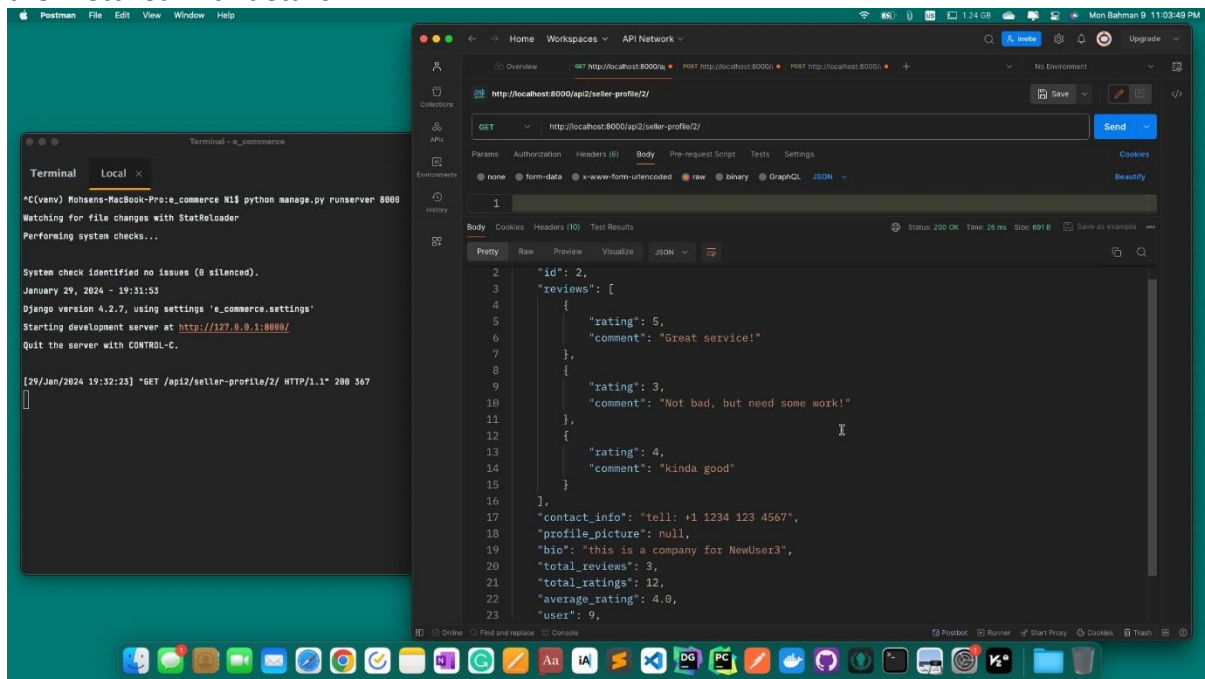 Postman File Edit View Window Help
US 1.24 GB Mon Bahman 9 11:03:49 PM
Terminal - e_commerce
Terminal Local ×
^C(venv) Mohsens-MacBook-Pro:e_commerce N1$ python manage.py runserver 8000
Watching for file changes with StatReloader
Performing system checks...
System check identified no issues (0 silenced).
January 29, 2024 - 19:31:53
Django version 4.2.7, using settings 'e_commerce.settings'
Starting development server at http://127.0.0.1:8000/
Quit the server with CONTROL-C.
[29/Jan/2024 19:32:23] "GET /api2/seller-profile/2/ HTTP/1.1" 200 367
Home Workspaces API Network
Invite Upgrade
Overview GET http://localhost:8000/a POST http://localhost:8000/ POST http://localhost:8000/ + No Environment
http://localhost:8000/api2/seller-profile/2/ Save
Collections
APIs
Environments
History
GET http://localhost:8000/api2/seller-profile/2/ Send
Params Authorization Headers (6) Body Pre-request Script Tests Settings Cookies
none form-data x-www-form-urlencoded raw binary GraphQL JSON Beautify
1
Body Cookies Headers (10) Test Results Status: 200 OK Time: 26 ms Size: 691 B Save as example
Pretty Raw Preview Visualize JSON
2 "id": 2,
3 "reviews": [
4 {
5 "rating": 5,
6 "comment": "Great service!"
7 },
8 {
9 "rating": 3,
10 "comment": "Not bad, but need some work!"
11 },
12 {
13 "rating": 4,
14 "comment": "kinda good"
15 }
16 ],
17 "contact_info": "tell: +1 1234 123 4567",
18 "profile_picture": null,
19 "bio": "this is a company for NewUser3",
20 "total_reviews": 3,
21 "total_ratings": 12,
22 "average_rating": 4.0,
23 "user": 9,
Online Find and replace Console Postbot Runner Start Proxy Cookies Trash
Aa iA DG PC